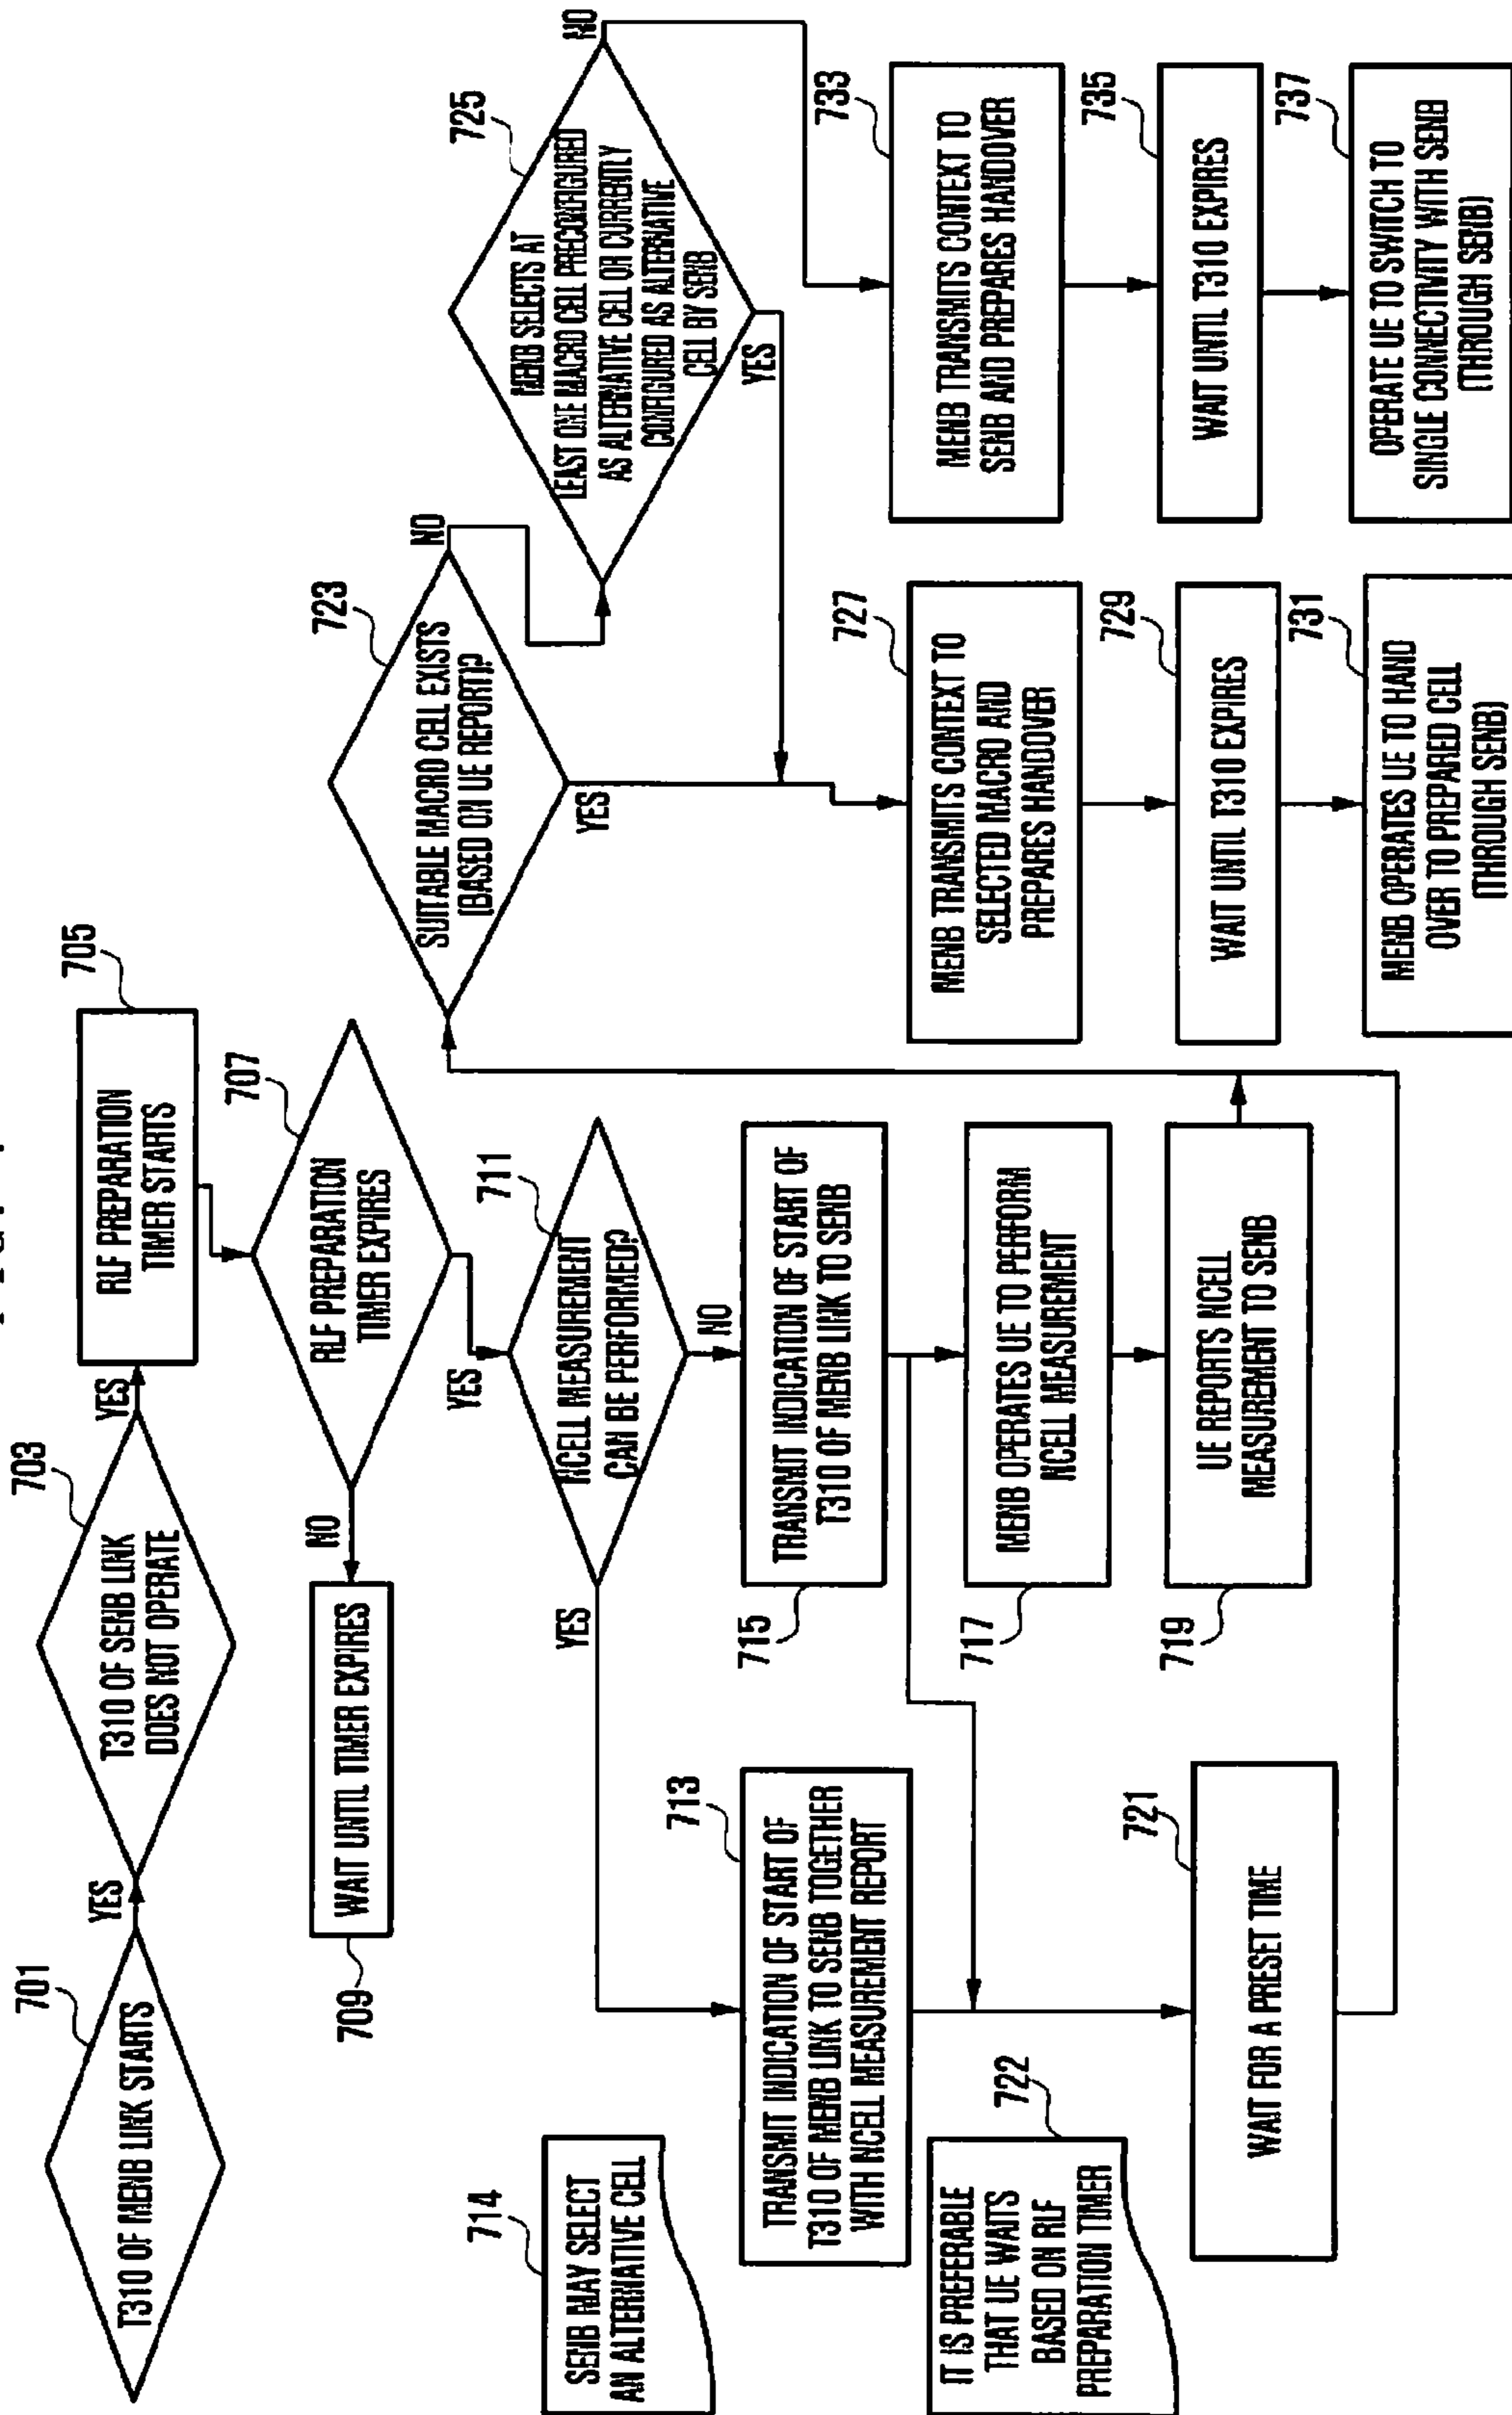 701
T310 OF MENB LINK STARTS
YES
703
T310 OF SENB LINK
DOES NOT OPERATE
YES
705
RLF PREPARATION
TIMER STARTS
707
RLF PREPARATION
TIMER EXPIRES
NO
WAIT UNTIL TIMER EXPIRES
709
YES
711
NCELL MEASUREMENT
CAN BE PERFORMED?
YES
NO
714
SENB MAY SELECT
AN ALTERNATIVE CELL
713
TRANSMIT INDICATION OF START OF
T310 OF MENB LINK TO SENB TOGETHER
WITH NCELL MEASUREMENT REPORT
715
TRANSMIT INDICATION OF START OF
T310 OF MENB LINK TO SENB
717
MENB OPERATES UE TO PERFORM
NCELL MEASUREMENT
719
UE REPORTS NCELL
MEASUREMENT TO SENB
722
IT IS PREFERABLE
THAT UE WAITS
BASED ON RLF
PREPARATION TIMER
721
WAIT FOR A PRESET TIME
723
SUITABLE MACRO CELL EXISTS
(BASED ON UE REPORT)?
NO
YES
725
MENB SELECTS AT
LEAST ONE MACRO CELL PRECONFIGURED
AS ALTERNATIVE CELL OR CURRENTLY
CONFIGURED AS ALTERNATIVE
CELL BY SENB
NO
YES
727
MENB TRANSMITS CONTEXT TO
SELECTED MACRO AND
PREPARES HANDOVER
729
WAIT UNTIL T310 EXPIRES
731
MENB OPERATES UE TO HAND
OVER TO PREPARED CELL
(THROUGH SENB)
733
MENB TRANSMITS CONTEXT TO
SENB AND PREPARES HANDOVER
735
WAIT UNTIL T310 EXPIRES
737
OPERATE UE TO SWITCH TO
SINGLE CONNECTIVITY WITH SENB
(THROUGH SENB)